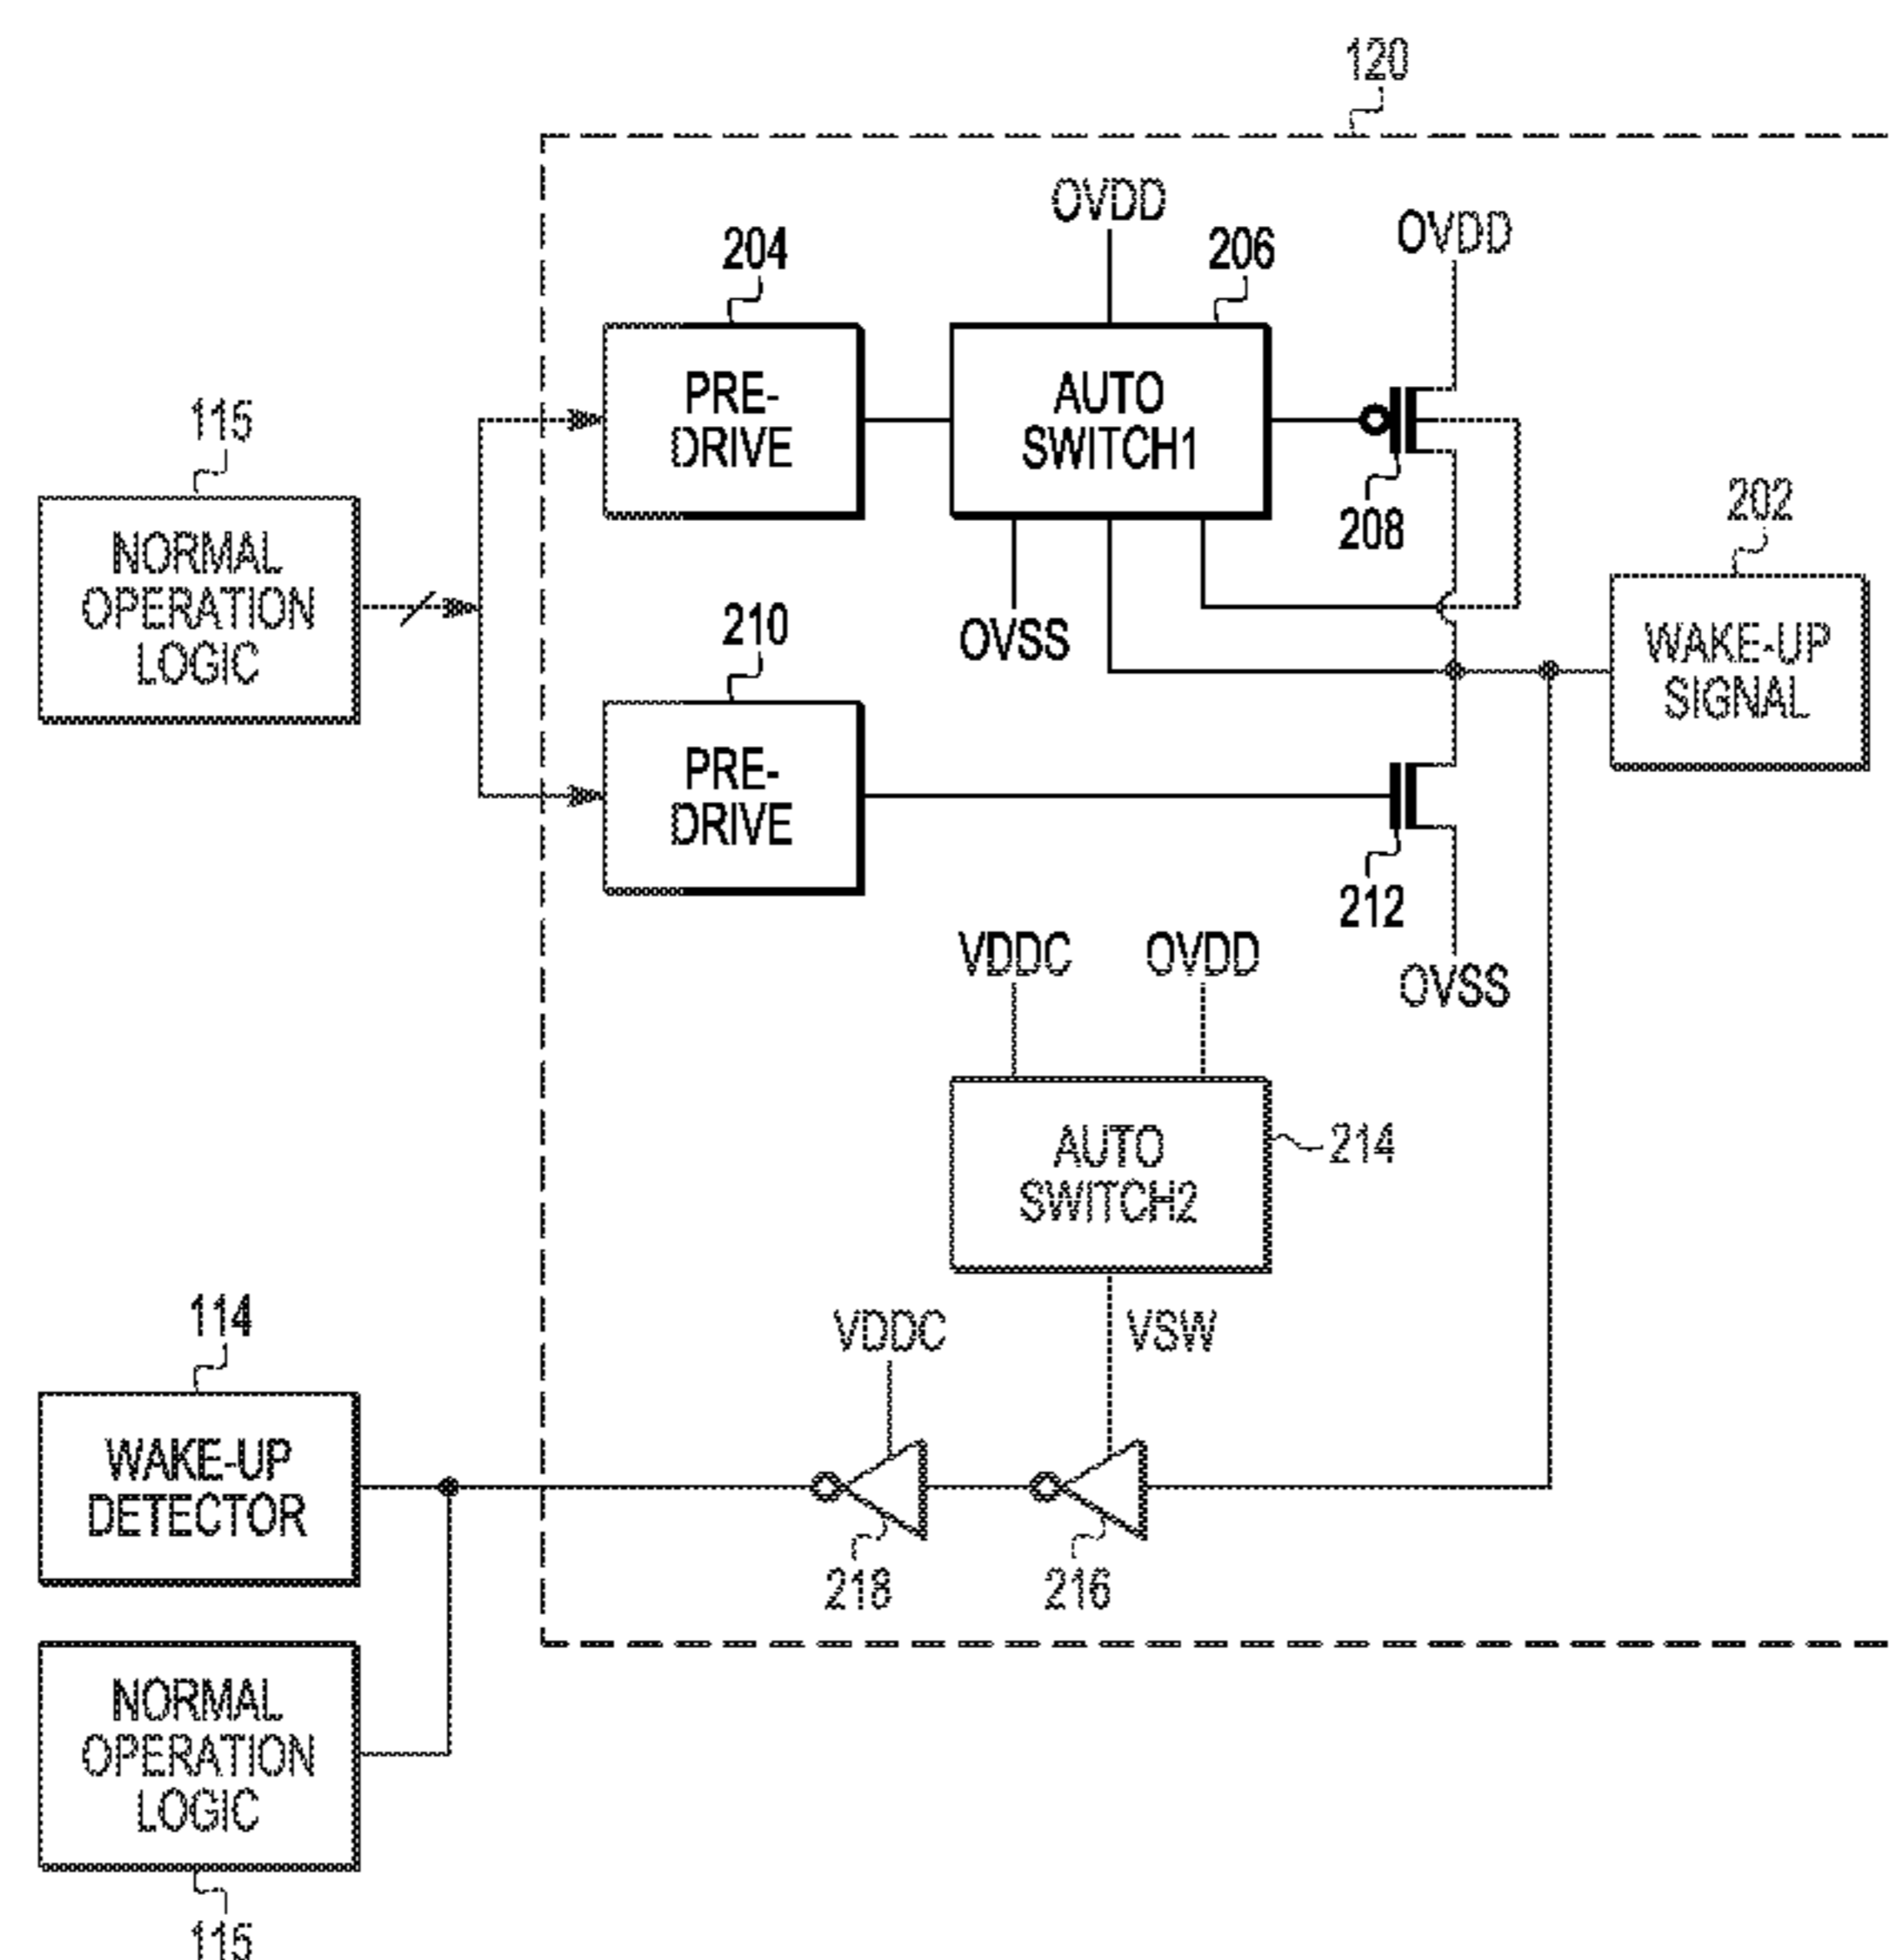 120
OVDD
OVDD
204
206
PRE-
DRIVE
AUTO
SWITCH1
115
208
202
NORMAL
OPERATION
LOGIC
OVSS
210
WAKE-UP
SIGNAL
PRE-
DRIVE
212
VDDC
OVDD
OVSS
AUTO
SWITCH2
214
114
VDDC
VSW
WAKE-UP
DETECTOR
218
216
NORMAL
OPERATION
LOGIC
115